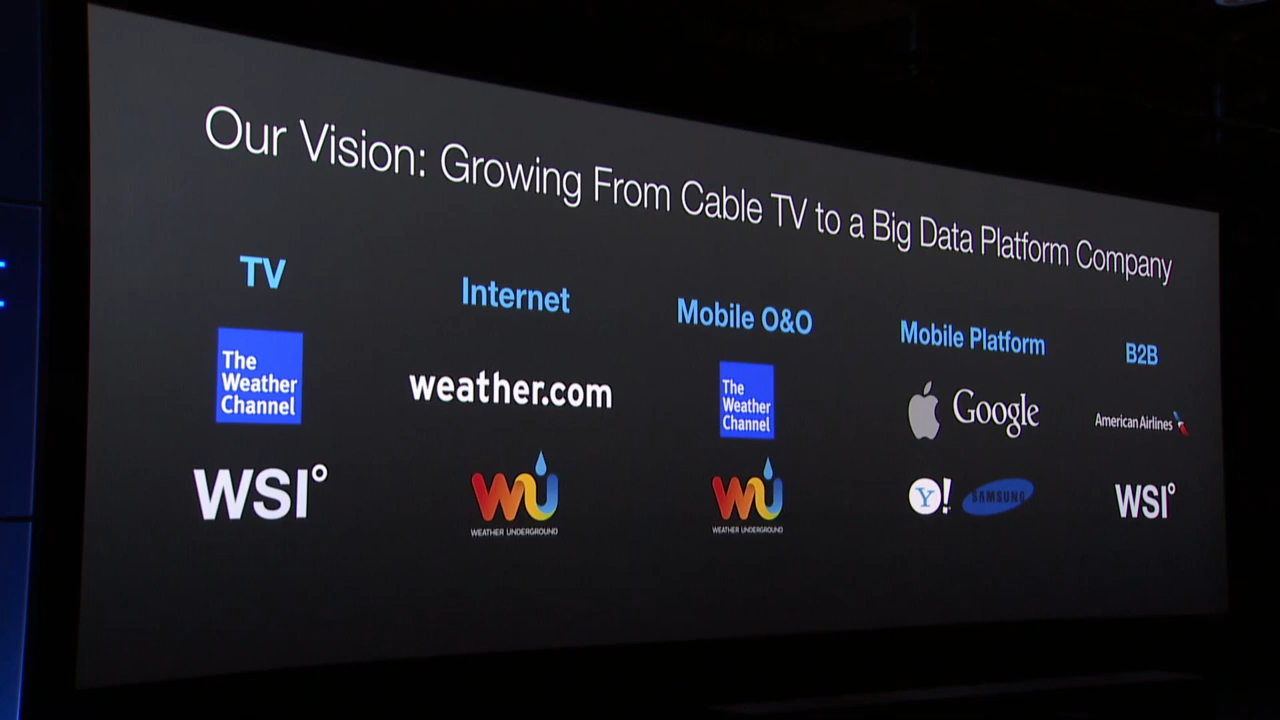 Our Vision: Growing From Cable TV to a Big Data Platform Company
TV
Internet
Mobile O&O
Mobile Platform
B2B
The
Weather
Channel
weather.com
The
Weather
Channel
Google
American Airlines
WSI°
WU
WEATHER UNDERGROUND
WU
WEATHER UNDERGROUND
Y!
SAMSUNG
WSI°